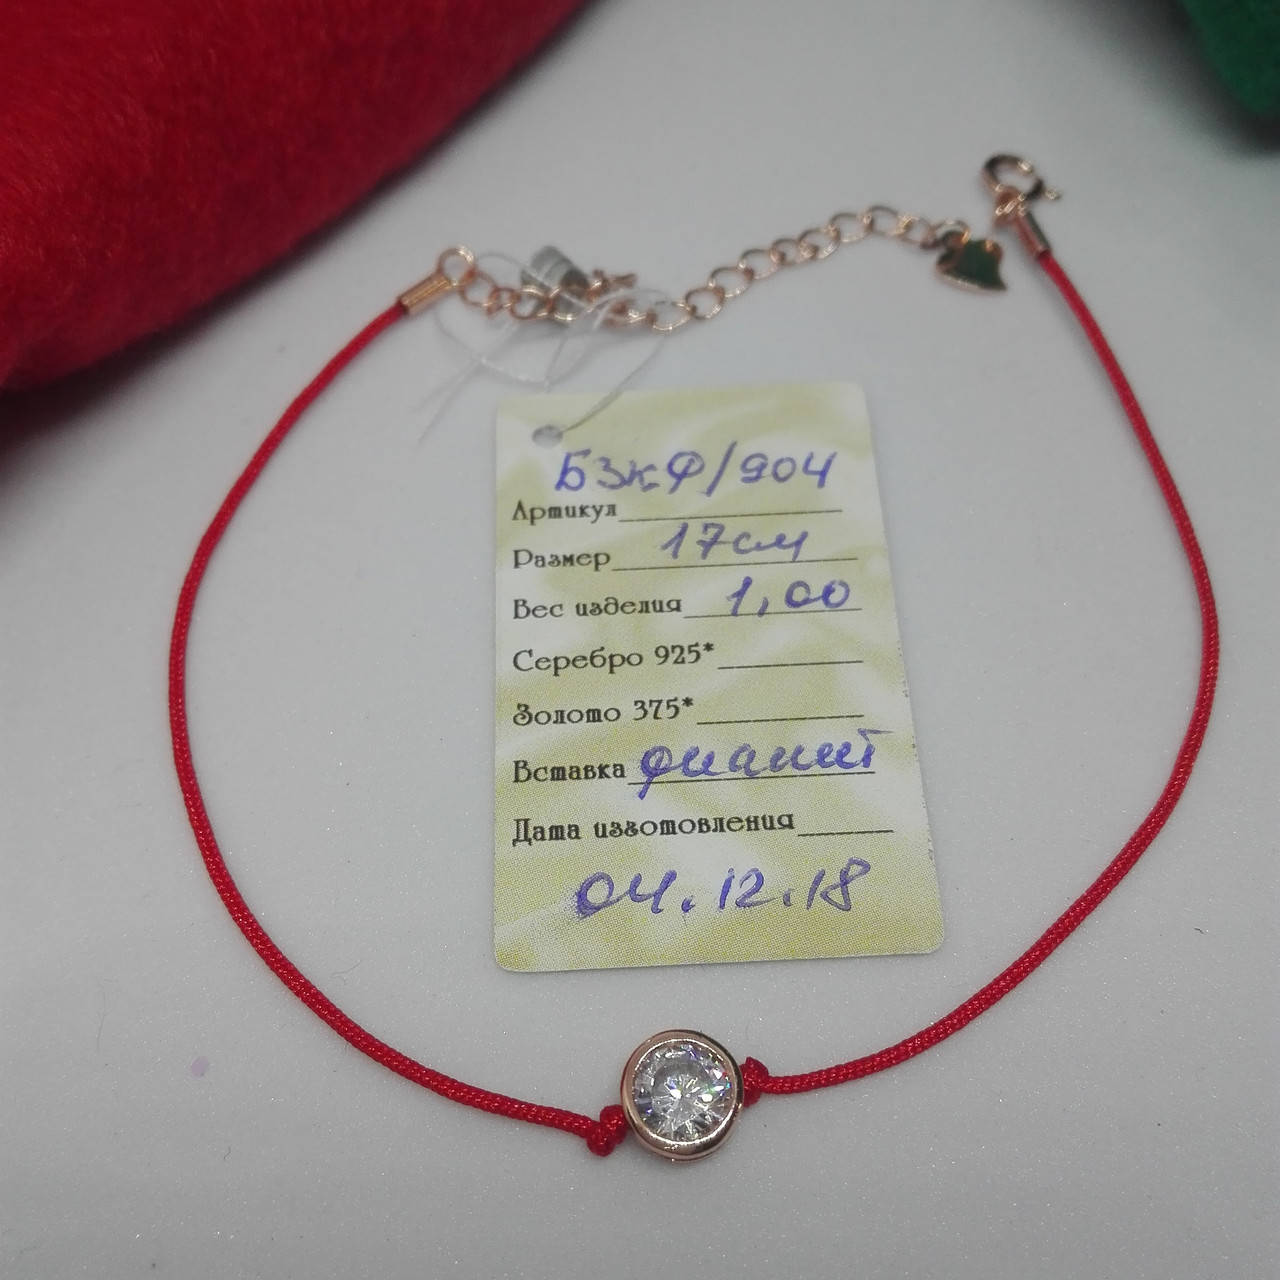 БЗКФ/904
Артикул
Размер 17см
Вес изделия 1,00
Серебро 925*
Золото 375*
Вставка фианит
Дата изготовления
04.12.18